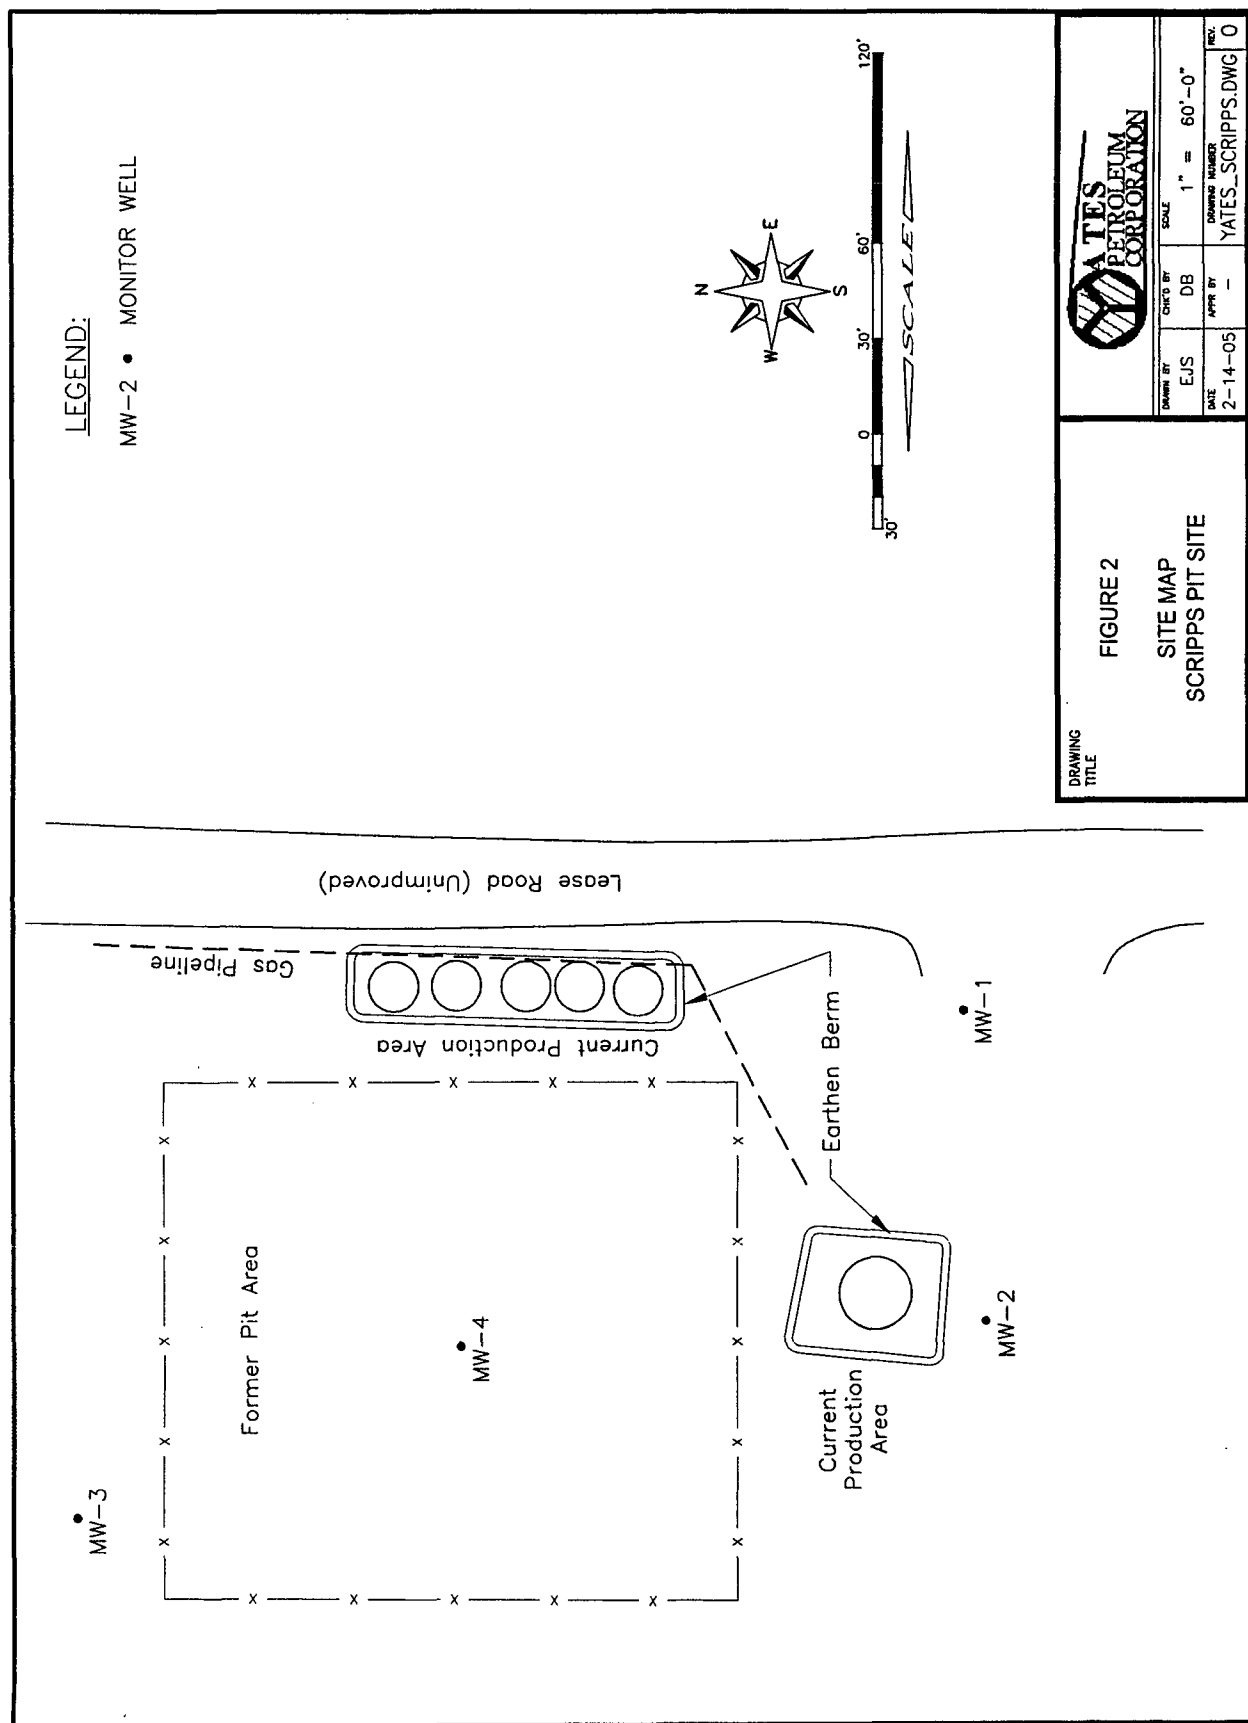 LEGEND:
MW-2 • MONITOR WELL
N
E
S
W
30'
0
30'
60'
120'
SCALE
Lease Road (Unimproved)
Gas Pipeline
Current Production Area
Earthen Berm
Former Pit Area
MW-3
MW-4
MW-1
MW-2
Current
Production
Area
DRAWING
TITLE
FIGURE 2
SITE MAP
SCRIPPS PIT SITE
YATES
PETROLEUM
CORPORATION
DRAWN BY
EJS
CHK'D BY
DB
SCALE
1" = 60'-0"
DATE
2-14-05
APPR BY
-
DRAWING NUMBER
YATES_SCRIPPS.DWG
REV.
0
X X X X X
X X X X X
X X X X X
X X X X X